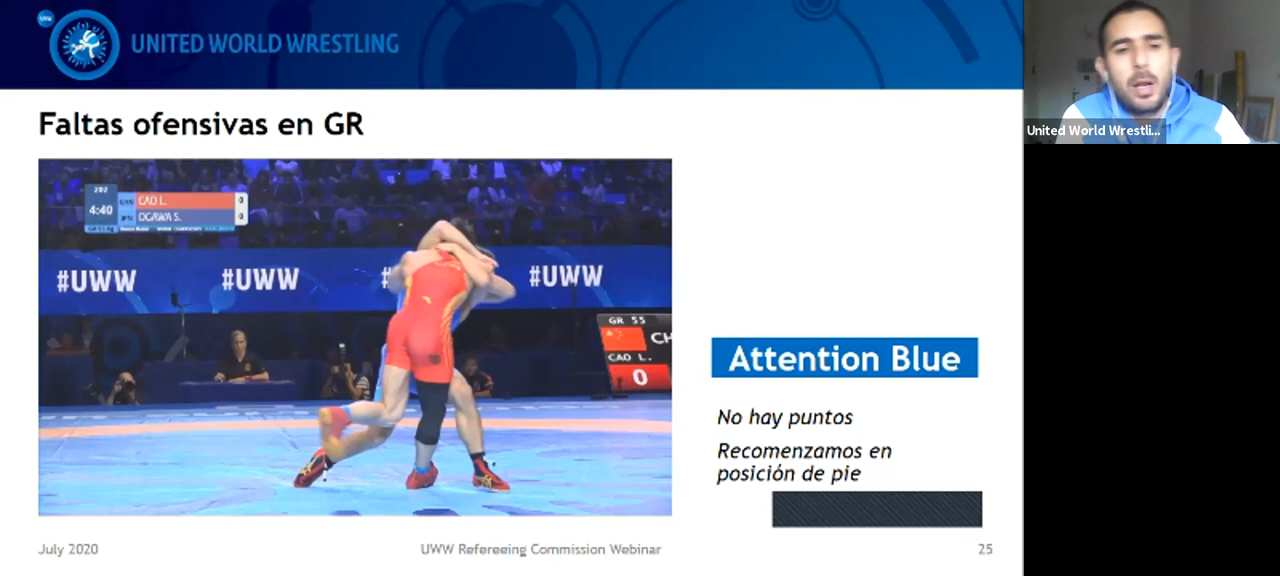 UWW
UNITED WORLD WRESTLING
United World Wrestli...
Faltas ofensivas en GR
4:40
CAO L. 0
OGAWA S. 0
#UWW
#UWW
#UWW
GR 55
CH
CAO L.
0
Attention Blue
No hay puntos
Recomenzamos en
posición de pie
July 2020
UWW Refereeing Commission Webinar
25